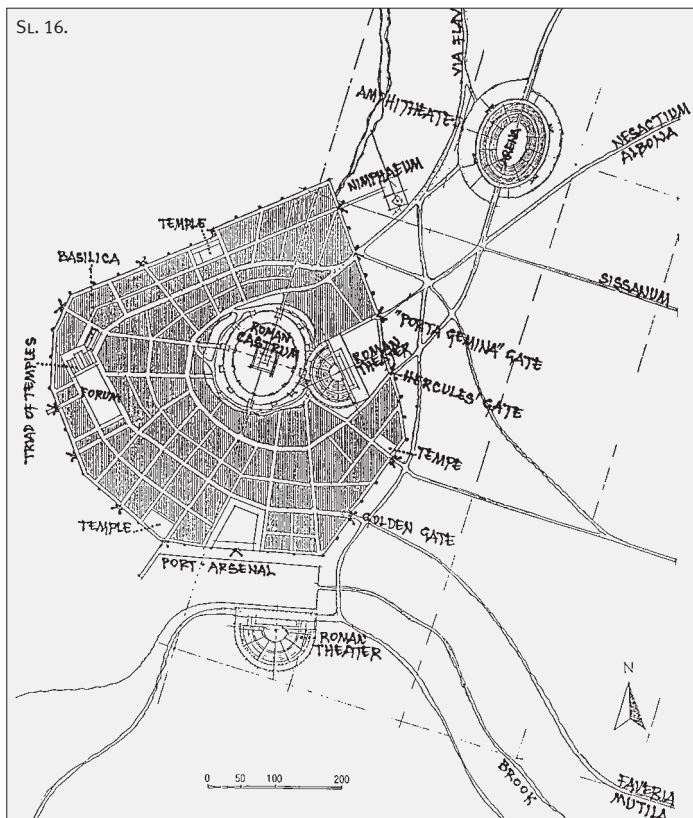 SL. 16.
VIA FLAV
AMPHITHEATE
ARENA
NESACTIUM
ALBONA
NIMPHAEUM
TEMPLE
BASILICA
SISSANUM
ROMAN
CASTRUM
"PORTA GEMINA" GATE
ROMAN
THEATER
HERCULES' GATE
TRIAD OF TEMPLES
FORUM
TEMPE
TEMPLE
GOLDEN GATE
PORT-ARSENAL
ROMAN
THEATER
N
BROOK
FAVERIA
MUTILA
0 50 100 200